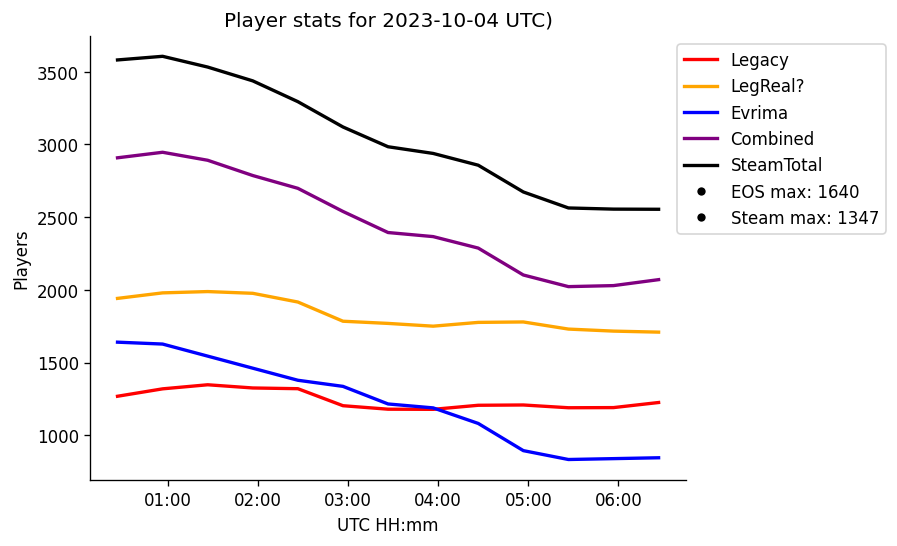 Player stats for 2023-10-04 UTC)
Legacy
LegReal?
Evrima
Combined
SteamTotal
EOS max: 1640
Steam max: 1347
3500
3000
2500
2000
1500
1000
Players
01:00 02:00 03:00 04:00 05:00 06:00
UTC HH:mm